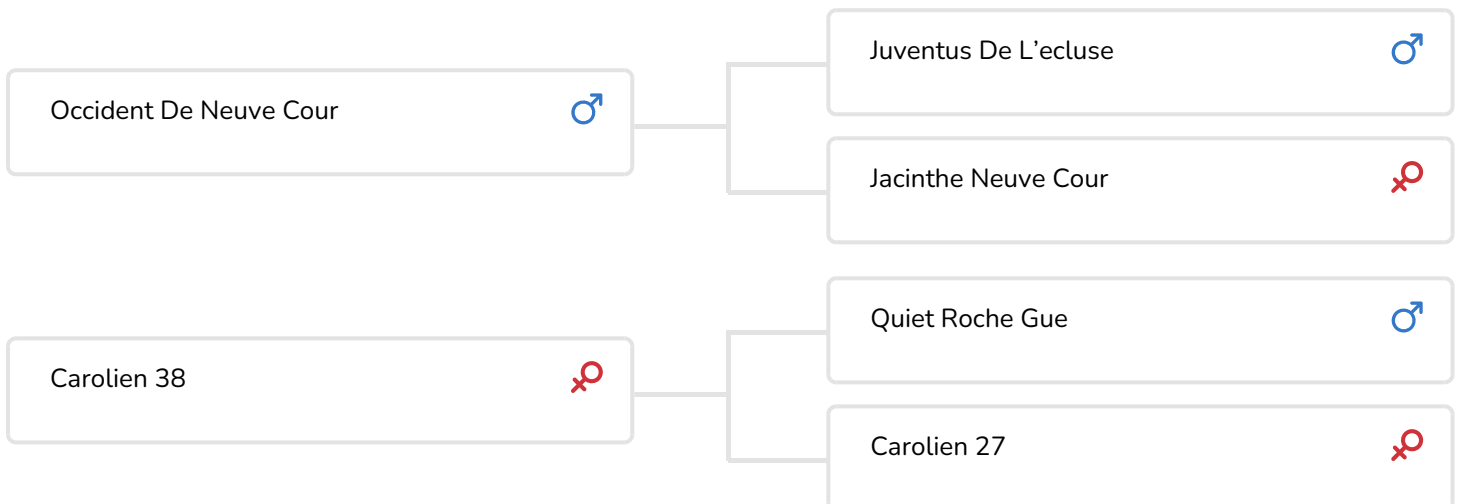 Occident De Neuve Cour
Juventus De L’ecluse
Jacinthe Neuve Cour
Carolien 38
Quiet Roche Gue
Carolien 27